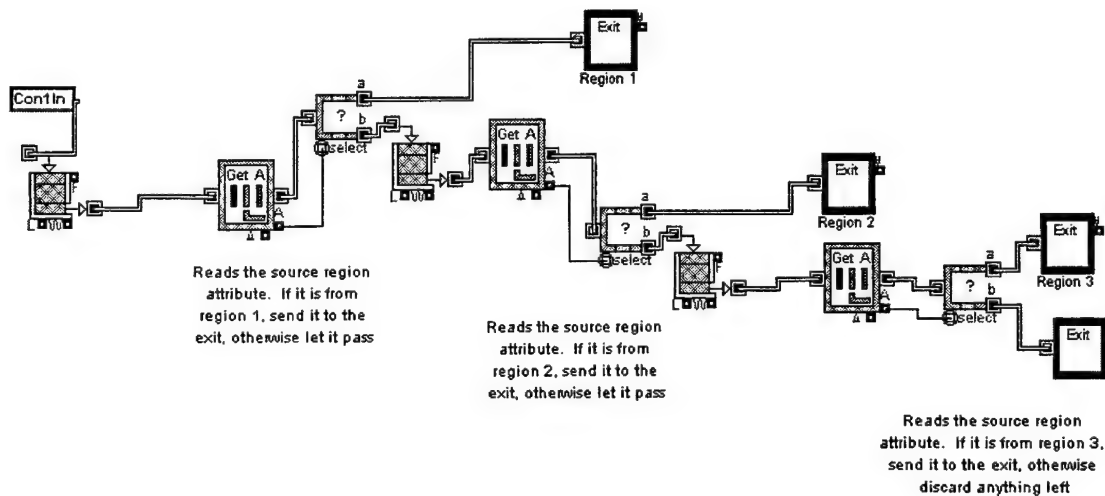 Exit
#
Region 1
Con1In
a
?
b
select
F
L W
Get A
A
A
Reads the source region
attribute. If it is from
region 1, send it to the
exit, otherwise let it pass
F
L W
Get A
A
A
a
?
b
select
Exit
#
Region 2
Reads the source region
attribute. If it is from
region 2, send it to the
exit, otherwise let it pass
F
L W
Get A
A
A
a
?
b
select
Exit
#
Region 3
Exit
Reads the source region
attribute. If it is from region 3,
send it to the exit, otherwise
discard anything left